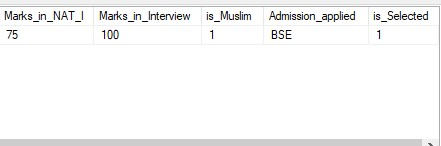 Marks_in_NAT_I Marks_in_Interview is_Muslim Admission_applied is_Selected
75 100 1 BSE 1